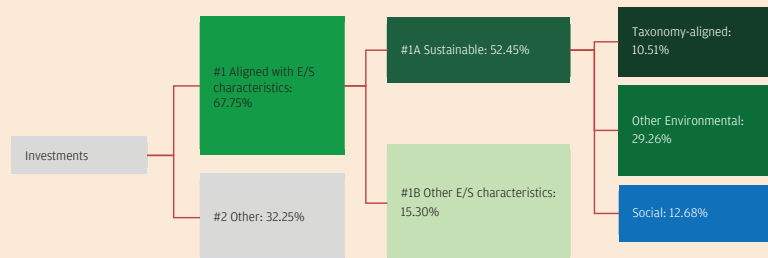 Investments
#1 Aligned with E/S
characteristics:
67.75%
#2 Other: 32.25%
#1A Sustainable: 52.45%
#1B Other E/S characteristics:
15.30%
Taxonomy-aligned:
10.51%
Other Environmental:
29.26%
Social: 12.68%